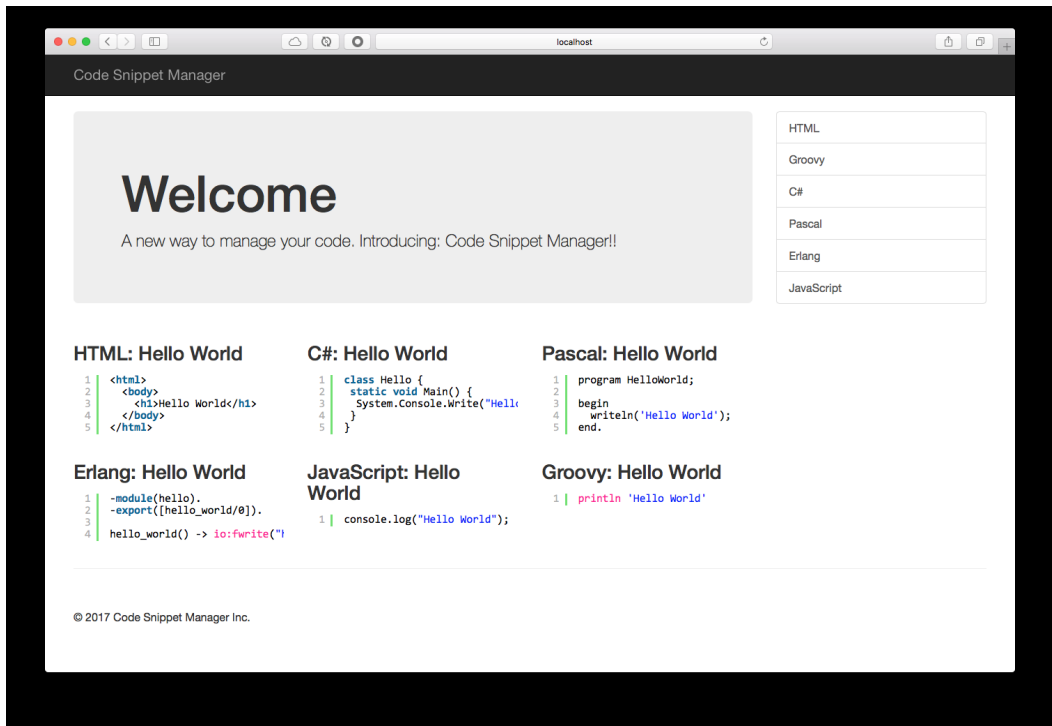 localhost
Code Snippet Manager
Welcome
A new way to manage your code. Introducing: Code Snippet Manager!!
HTML
Groovy
C#
Pascal
Erlang
JavaScript
HTML: Hello World
1 <html>
2 <body>
3 <h1>Hello World</h1>
4 </body>
5 </html>
C#: Hello World
1 class Hello {
2 static void Main() {
3 System.Console.Write("Hello
4 }
5 }
Pascal: Hello World
1 program HelloWorld;
2
3 begin
4 writeln('Hello World');
5 end.
Erlang: Hello World
1 -module(hello).
2 -export([hello_world/0]).
3
4 hello_world() -> io:fwrite("h
JavaScript: Hello
World
1 console.log("Hello World");
Groovy: Hello World
1 println 'Hello World'
© 2017 Code Snippet Manager Inc.